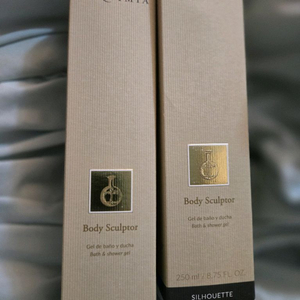 Body Sculptor
Gel de baño y ducha
Bath & shower gel
Body Sculptor
Gel de baño y ducha
Bath & shower gel
250 ml / 8.75 FL. OZ.
SILHOUETTE